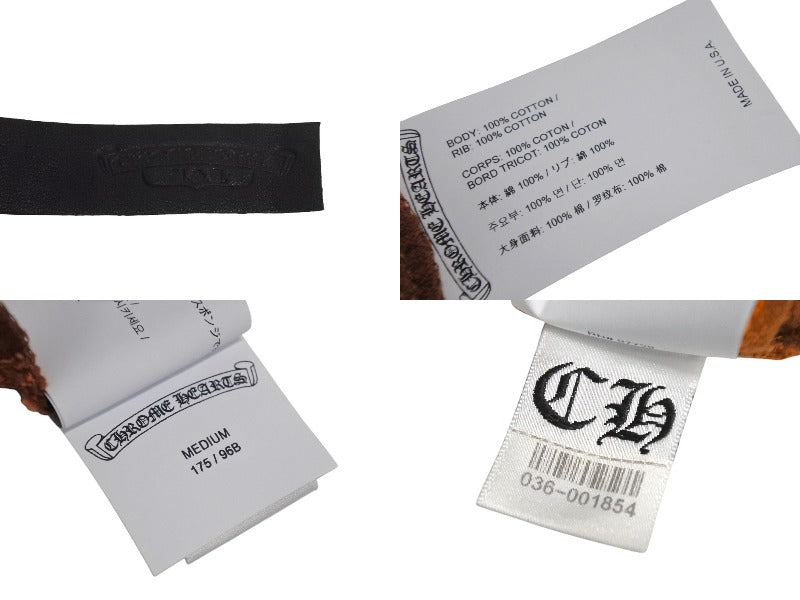 CHROME HEARTS
BODY: 100% COTTON /
RIB: 100% COTTON
CORPS: 100% COTON /
BORD TRICOT: 100% COTON
本体: 綿 100% / リブ: 綿 100%
주요부: 100% 면 / 단: 100% 면
大身面料: 100% 棉 / 罗纹布: 100% 棉
MADE IN U.S.A.
CHROME HEARTS
MEDIUM
175 / 96B
CH
036-001854